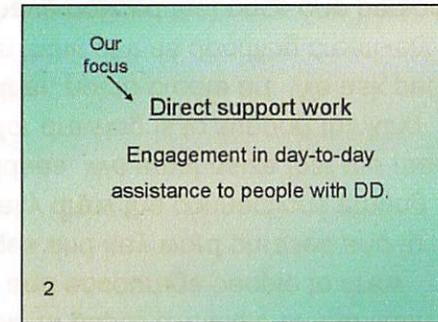 Our
focus
Direct support work
Engagement in day-to-day
assistance to people with DD.
2